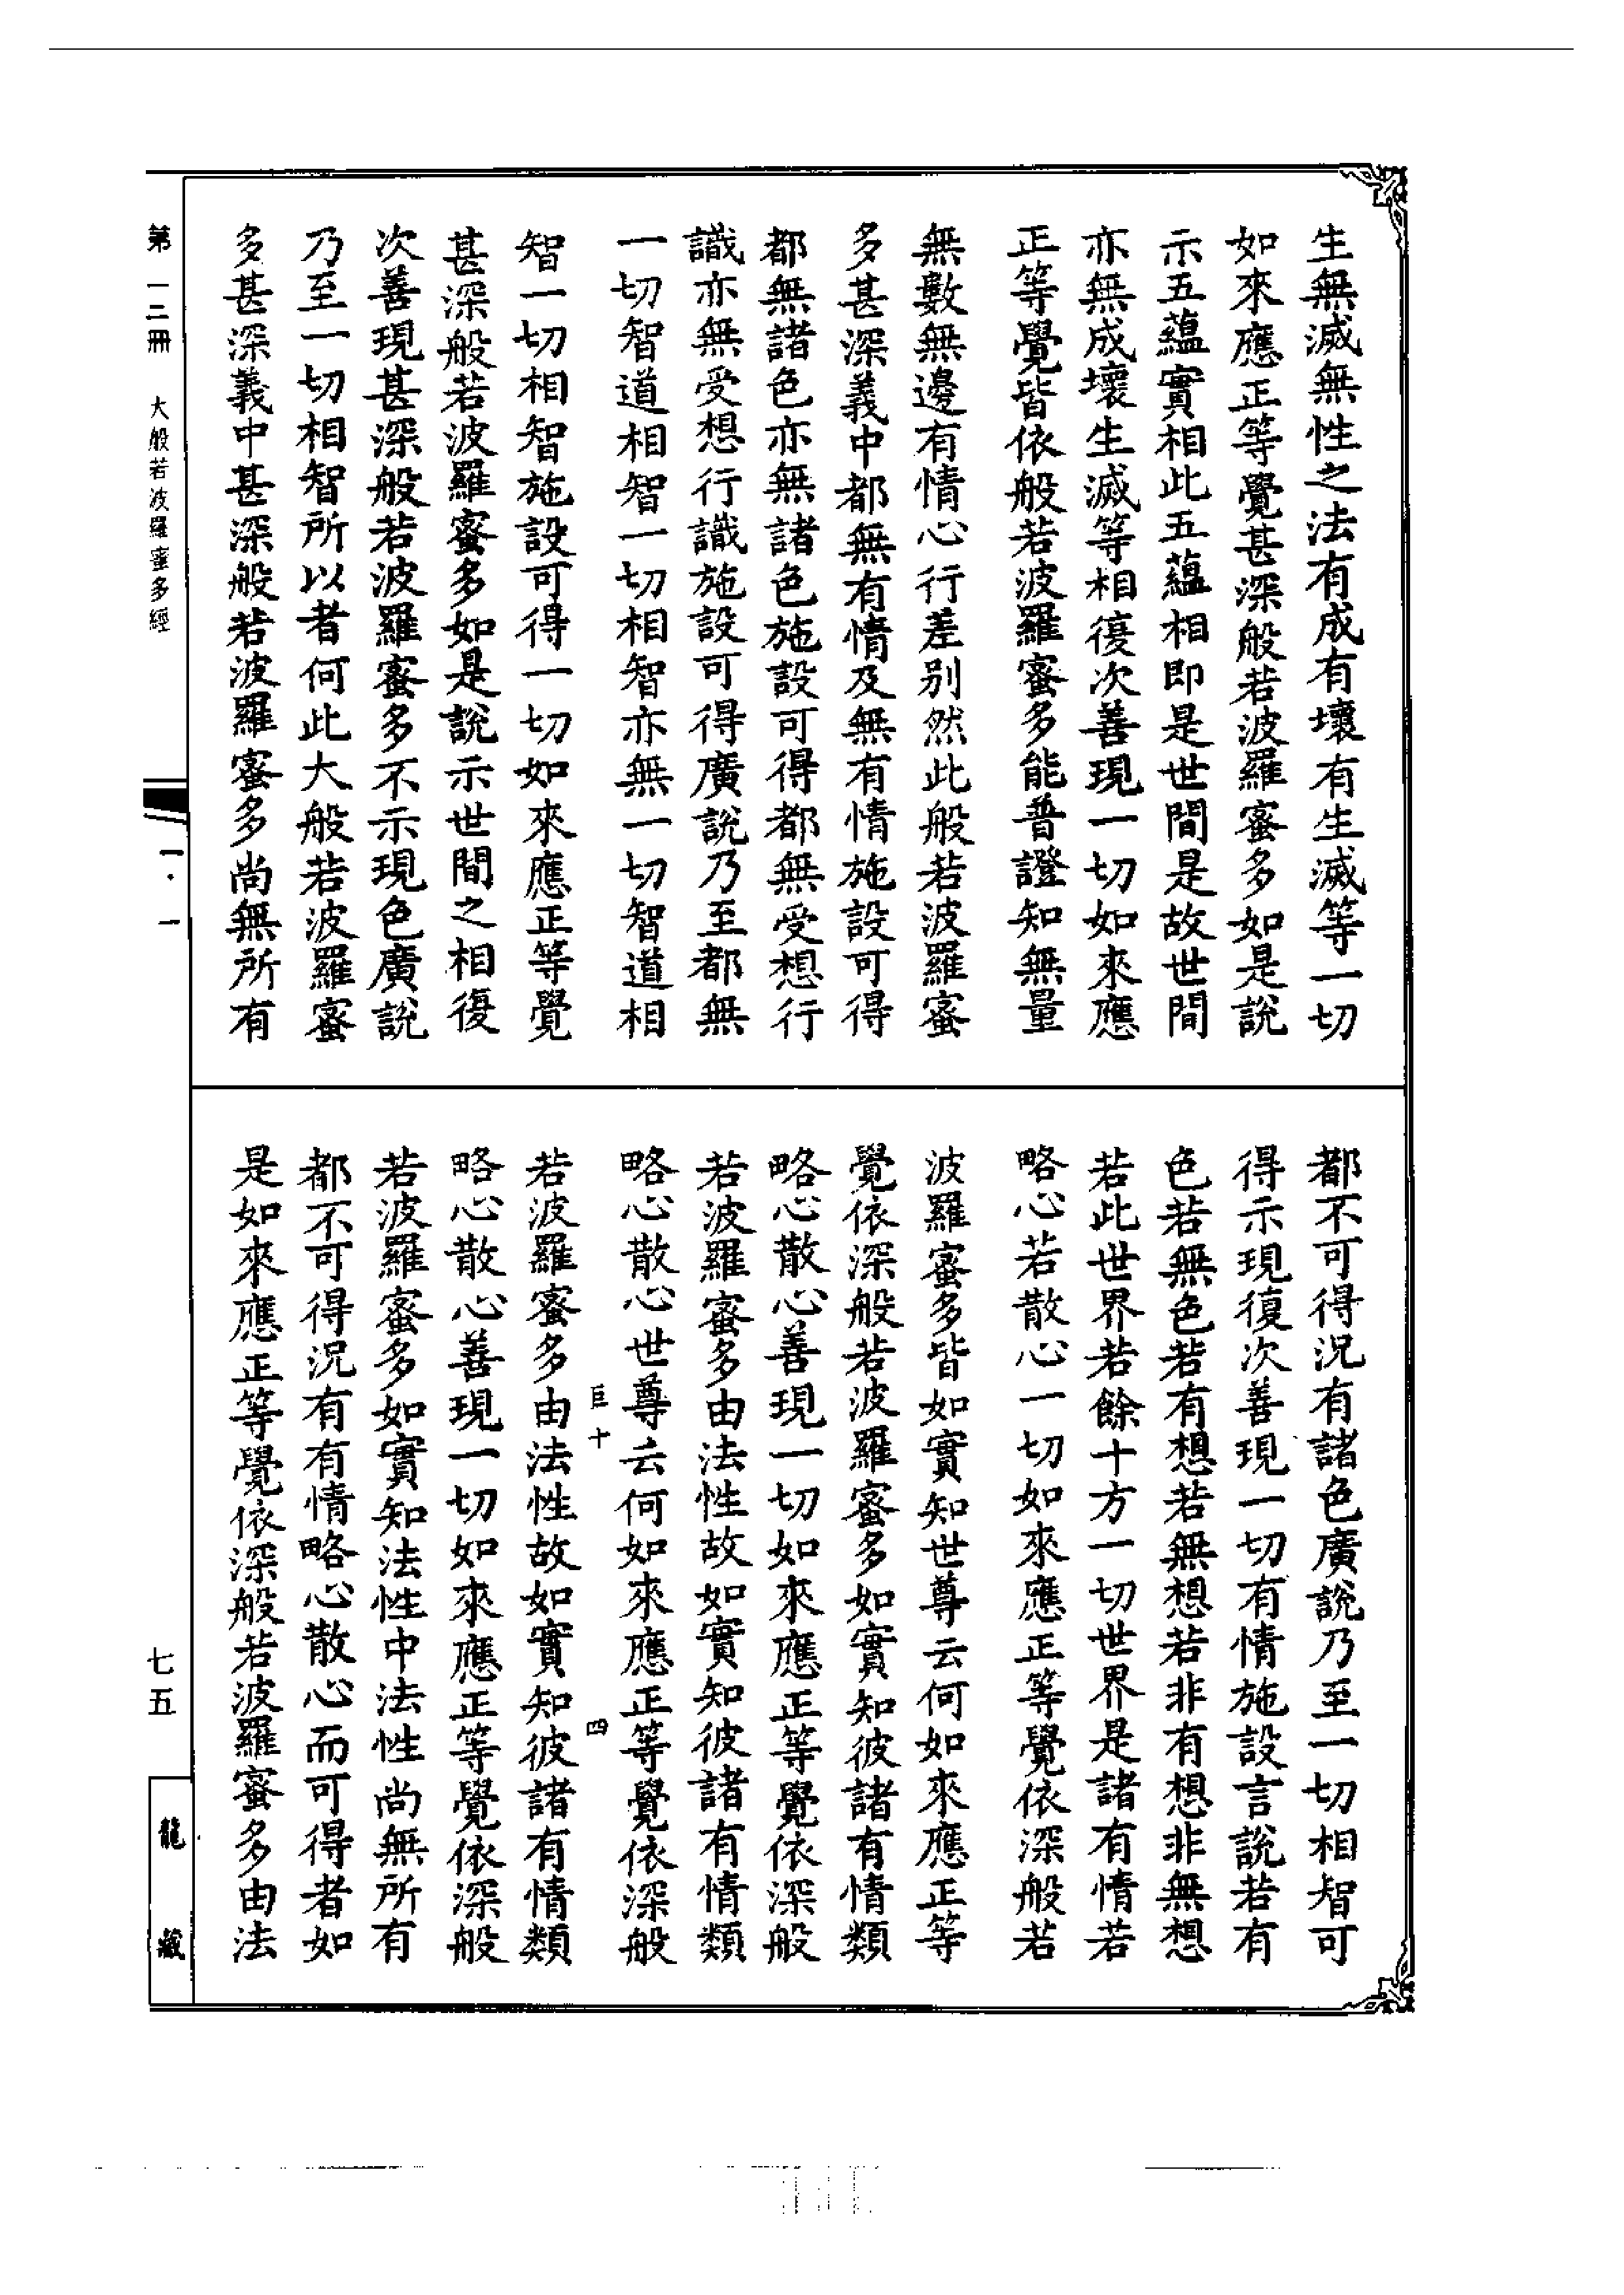 生無滅無性之法有成有壞有生滅等一切
如來應正等覺甚深般若波羅蜜多如是說
示五蘊實相此五蘊相即是世間是故世間
亦無成壞生滅等相復次善現一切如來應
正等覺皆依般若波羅蜜多能普證知無量
無數無邊有情心行差別然此般若波羅蜜
多甚深義中都無有情及無有情施設可得
都無諸色亦無諸色施設可得都無受想行
識亦無受想行識施設可得廣說乃至都無
一切智道相智一切相智亦無一切智道相
智一切相智施設可得一切如來應正等覺
甚深般若波羅蜜多如是說示世間之相復
次善現甚深般若波羅蜜多不示現色廣說
乃至一切相智所以者何此大般若波羅蜜
多甚深義中甚深般若波羅蜜多尚無所有
都不可得況有諸色廣說乃至一切相智可
得示現復次善現一切有情施設言說若有
色若無色若有想若無想若非有想非無想
若此世界若餘十方一切世界是諸有情若
略心若散心一切如來應正等覺依深般若
波羅蜜多皆如實知世尊云何如來應正等
覺依深般若波羅蜜多如實知彼諸有情類
略心散心善現一切如來應正等覺依深般
若波羅蜜多由法性故如實知彼諸有情類
略心散心世尊云何如來應正等覺依深般
巨十 四
若波羅蜜多由法性故如實知彼諸有情類
略心散心善現一切如來應正等覺依深般
若波羅蜜多如實知法性中法性尚無所有
都不可得況有有情略心散心而可得者如
是如來應正等覺依深般若波羅蜜多由法
第一二冊 大般若波羅蜜多經
一·一
七五
龍藏